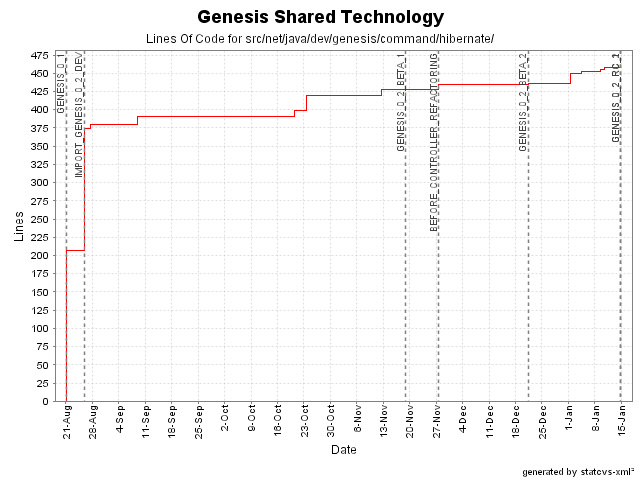 Genesis Shared Technology
Lines Of Code for src/net/java/dev/genesis/command/hibernate/
475
450
425
400
375
350
325
300
275
250
225
200
175
150
125
100
75
50
25
0
Lines
GENESIS_0_1
IMPORT_GENESIS_0_2_DEV
GENESIS_0_2_BETA_1
BEFORE_CONTROLLER_REFACTORING
GENESIS_0_2_BETA_2
21-Aug
28-Aug
4-Sep
11-Sep
18-Sep
25-Sep
2-Oct
9-Oct
16-Oct
23-Oct
30-Oct
6-Nov
13-Nov
20-Nov
27-Nov
4-Dec
11-Dec
18-Dec
25-Dec
1-Jan
8-Jan
15-Jan
Date
generated by statcvs-xml²